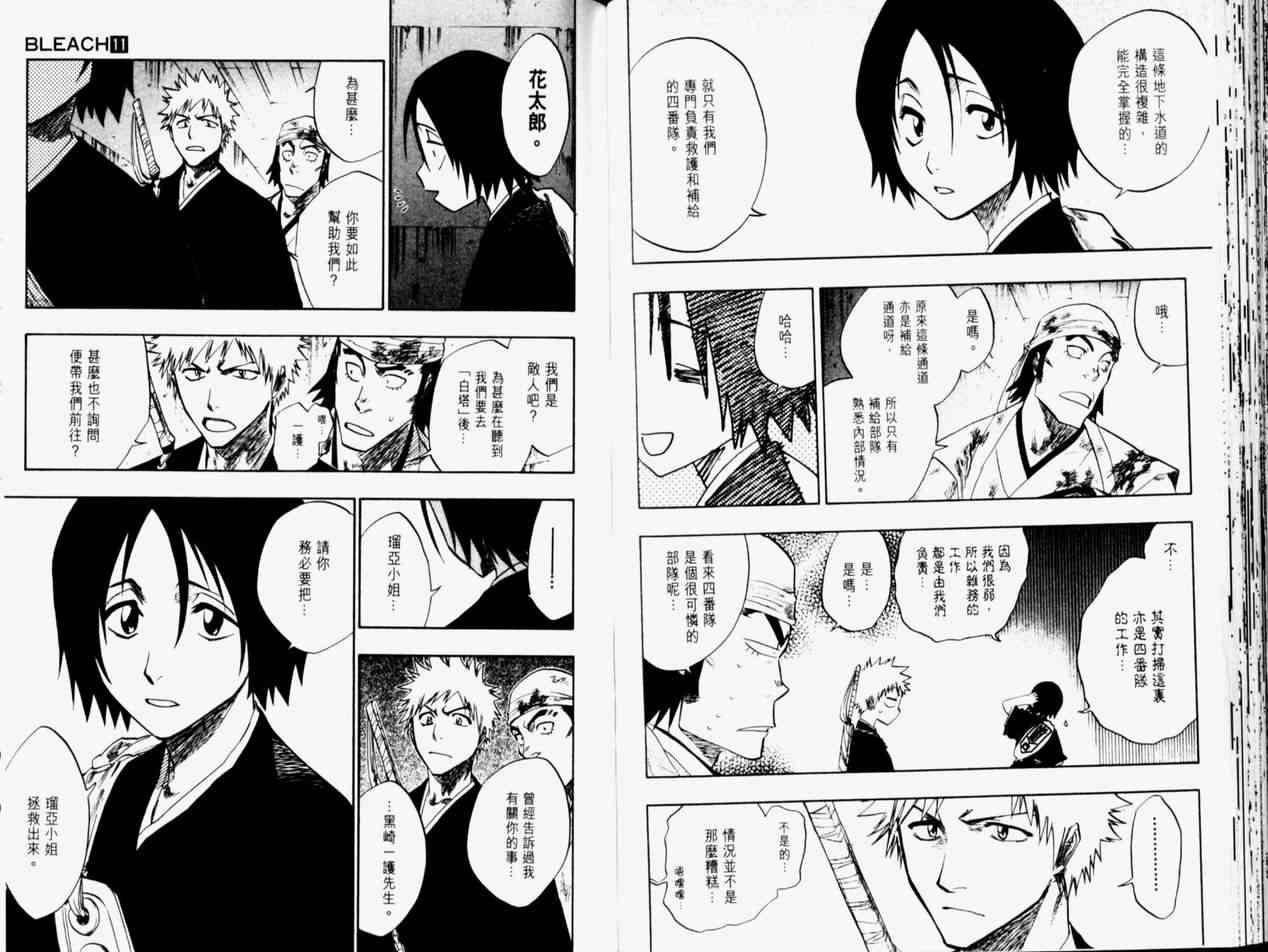 這條地下水道的
構造很複雜﹐
能完全掌握的…
就只有我們
專門負責救護和補給
的四番隊。
哦…
是嗎。
原來這條通道
亦是補給
通道呀﹐
所以只有
補給部隊
熟悉內部情況。
哈哈…
不…
其實打掃這裏
亦是四番隊
的工作…
因為
我們很弱﹐
所以雜務的
工作
都是由我們
負責…
是…
是嗎…
看來四番隊
是個很可憐的
部隊呢…
…………
不是的…
情況並不是
那麼糟糕…
BLEACH 11
花太郎。
為甚麼…
你要如此
幫助我們？
我們是
敵人吧？
為甚麼在聽到
我們要去
「白塔」後…
一護
甚麼也不詢問
便帶我們前往？
………
瑠亞小姐…
曾經告訴過我
有關你的事…
…黑崎一護先生。
請你
務必要把…
瑠亞小姐
拯救出來。